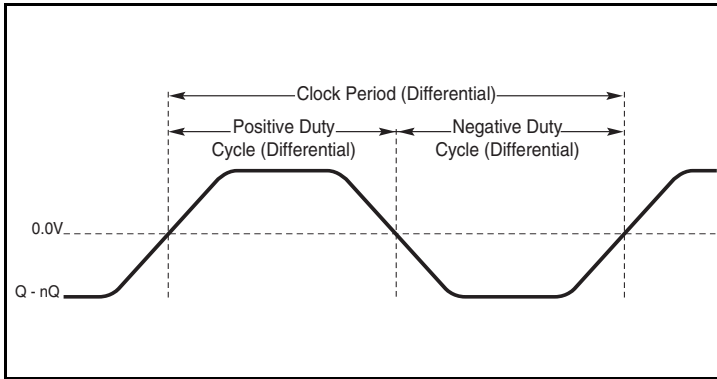 Clock Period (Differential)
Positive Duty
Cycle (Differential)
Negative Duty
Cycle (Differential)
0.0V
Q - nQ